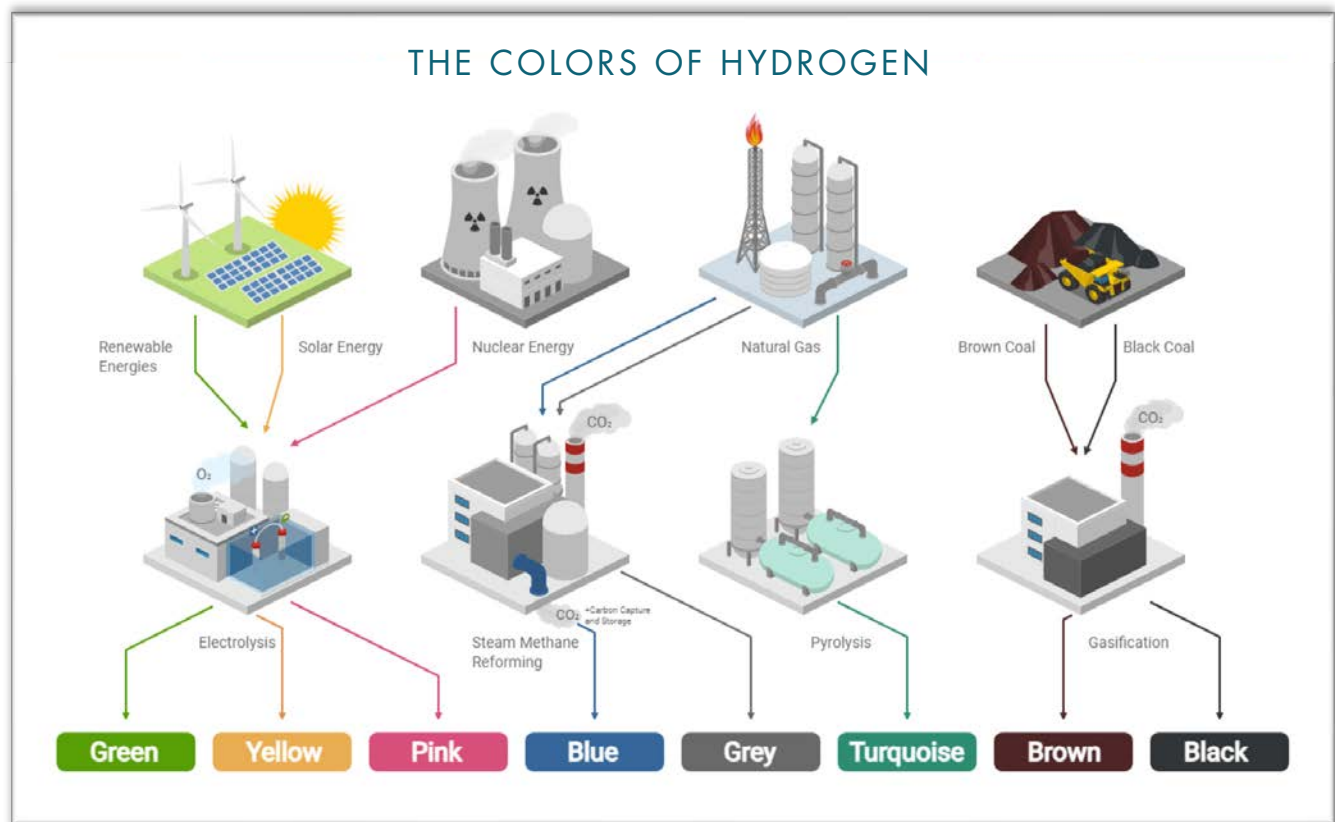 THE COLORS OF HYDROGEN
Renewable
Energies
Solar Energy
Nuclear Energy
Natural Gas
Brown Coal
Black Coal
O₂
CO₂
CO₂
CO₂
+Carbon Capture
and Storage
Electrolysis
Steam Methane
Reforming
Pyrolysis
Gasification
Green
Yellow
Pink
Blue
Grey
Turquoise
Brown
Black